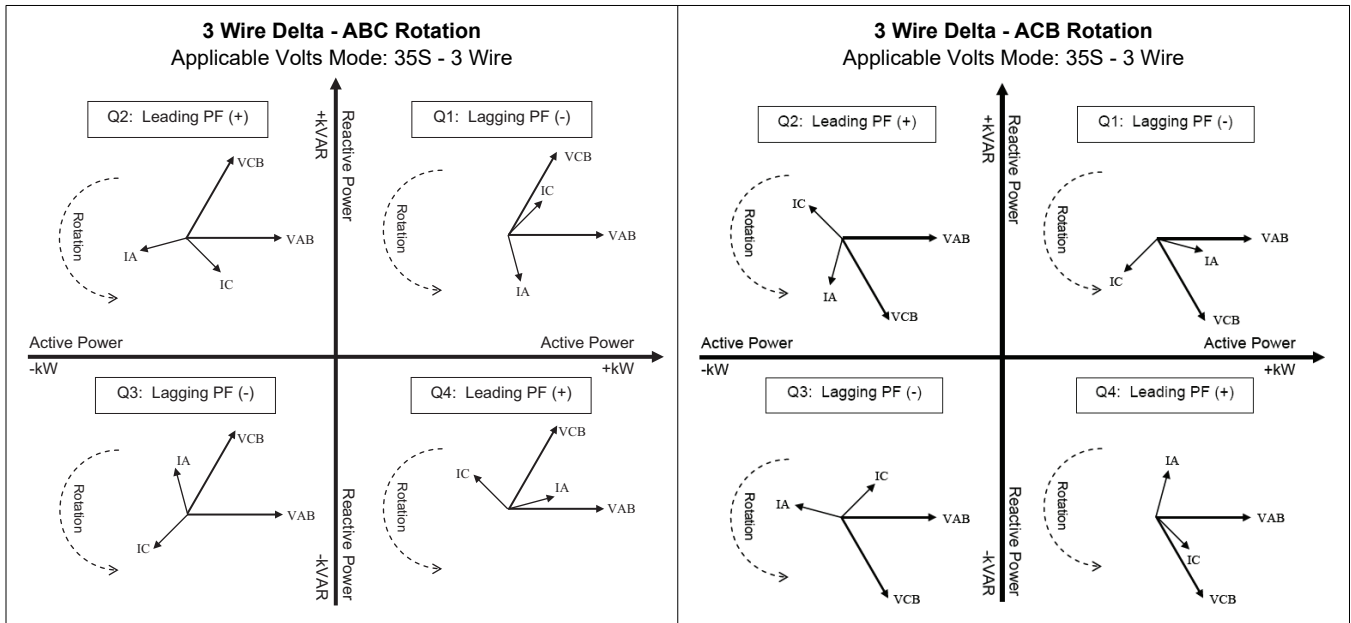 3 Wire Delta - ABC Rotation
Applicable Volts Mode: 35S - 3 Wire
Q2: Leading PF (+)
Q1: Lagging PF (-)
+kVAR
Reactive Power
VCB
VAB
IA
IC
Rotation
VCB
IC
VAB
IA
Active Power
-kW
Active Power
+kW
Q3: Lagging PF (-)
Q4: Leading PF (+)
Rotation
VCB
IA
VAB
IC
Reactive Power
-kVAR
Rotation
VCB
IC
IA
VAB
Rotation
3 Wire Delta - ACB Rotation
Applicable Volts Mode: 35S - 3 Wire
Q2: Leading PF (+)
Q1: Lagging PF (-)
+kVAR
Reactive Power
Rotation
IC
VAB
IA
VCB
Rotation
VAB
IA
IC
VCB
Active Power
-kW
Active Power
+kW
Q3: Lagging PF (-)
Q4: Leading PF (+)
Rotation
IC
IA
VAB
VCB
Reactive Power
-kVAR
Rotation
IA
VAB
IC
VCB